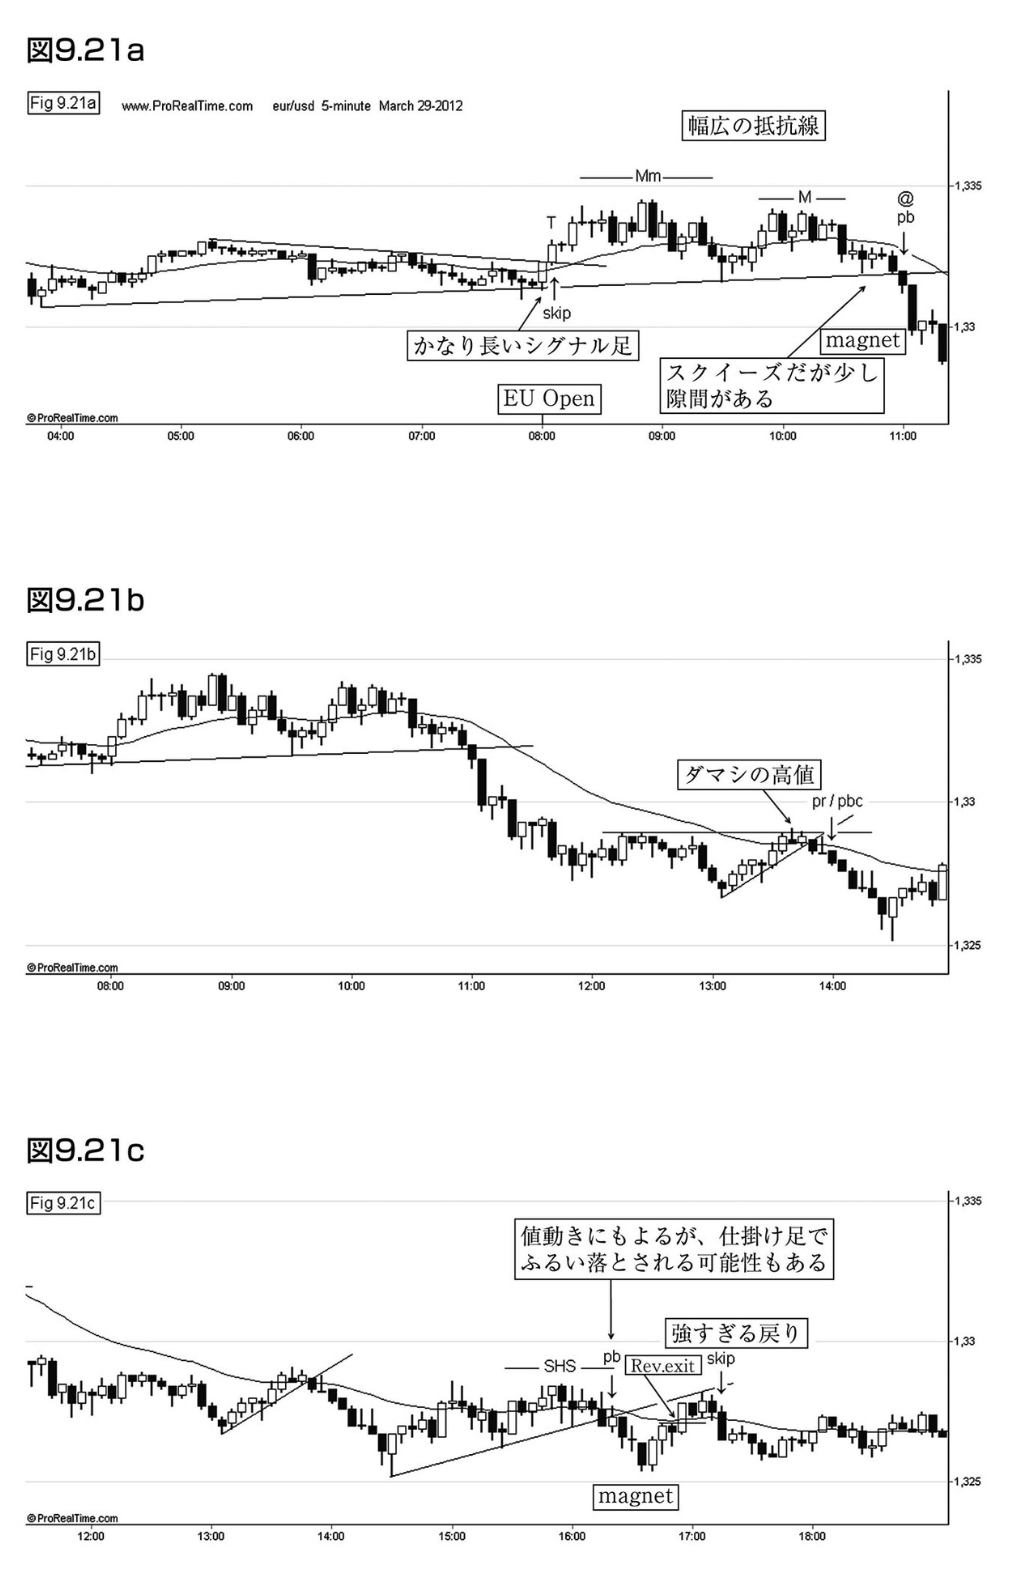 図9.21a
Fig 9.21a www.ProRealTime.com eur/usd 5-minute March 29-2012
幅広の抵抗線
Mm
1,335
M
@
pb
T
skip
1,33
かなり長いシグナル足
magnet
スクイーズだが少し
隙間がある
EU Open
©ProRealTime.com
04:00 05:00 06:00 07:00 08:00 09:00 10:00 11:00
図9.21b
Fig 9.21b
1,335
ダマシの高値
pr / pbc
1,33
1,325
©ProRealTime.com
08:00 09:00 10:00 11:00 12:00 13:00 14:00
図9.21c
Fig 9.21c
1,335
値動きにもよるが、仕掛け足で
ふるい落とされる可能性もある
強すぎる戻り
1,33
SHS
pb
Rev.exit
skip
magnet
1,325
©ProRealTime.com
12:00 13:00 14:00 15:00 16:00 17:00 18:00